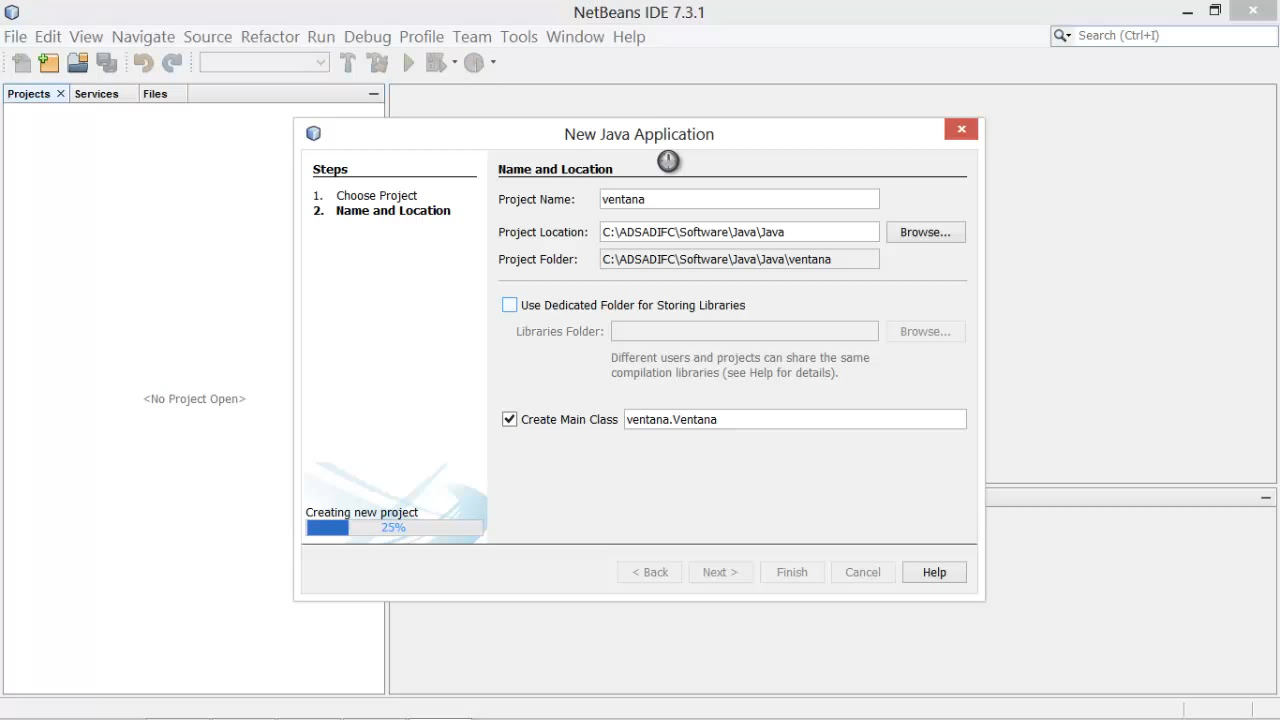 NetBeans IDE 7.3.1
File Edit View Navigate Source Refactor Run Debug Profile Team Tools Window Help
Search (Ctrl+I)
Projects Services Files
New Java Application
Steps
1. Choose Project
2. Name and Location
Name and Location
Project Name: ventana
Project Location: C:\ADSADIFC\Software\Java\Java Browse...
Project Folder: C:\ADSADIFC\Software\Java\Java\ventana
Use Dedicated Folder for Storing Libraries
Libraries Folder: Browse...
Different users and projects can share the same
compilation libraries (see Help for details).
<No Project Open>
Create Main Class ventana.Ventana
Creating new project
25%
< Back Next > Finish Cancel Help